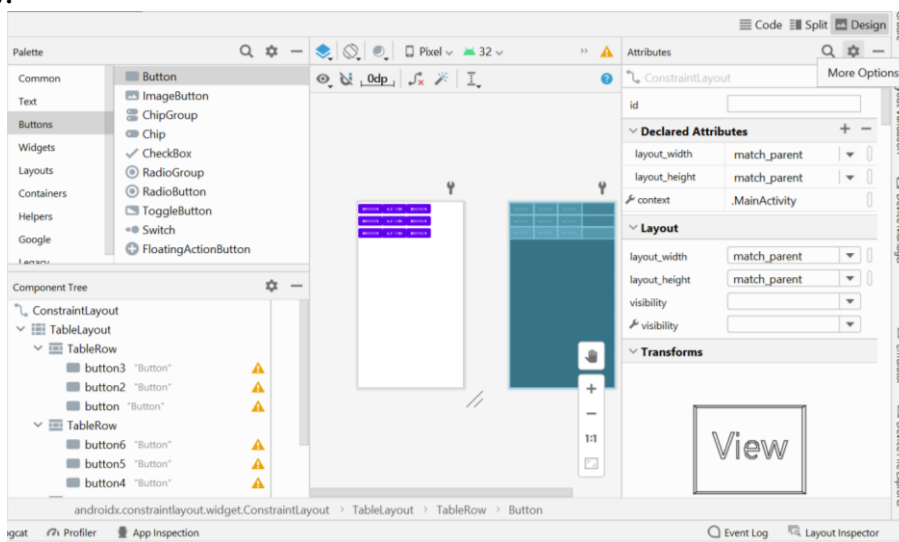 Code Split Design
Palette
Pixel 32
Attributes
Common
Text
Buttons
Widgets
Layouts
Containers
Helpers
Google
Legacy
Button
ImageButton
ChipGroup
Chip
CheckBox
RadioGroup
RadioButton
ToggleButton
Switch
FloatingActionButton
0dp
ConstraintLayout
More Options
id
Declared Attributes
layout_width match_parent
layout_height match_parent
context .MainActivity
Layout
layout_width match_parent
layout_height match_parent
visibility
visibility
Transforms
View
Component Tree
ConstraintLayout
TableLayout
TableRow
button3 "Button"
button2 "Button"
button "Button"
TableRow
button6 "Button"
button5 "Button"
button4 "Button"
1:1
androidx.constraintlayout.widget.ConstraintLayout > TableLayout > TableRow > Button
ogcat Profiler App Inspection
Event Log Layout Inspector